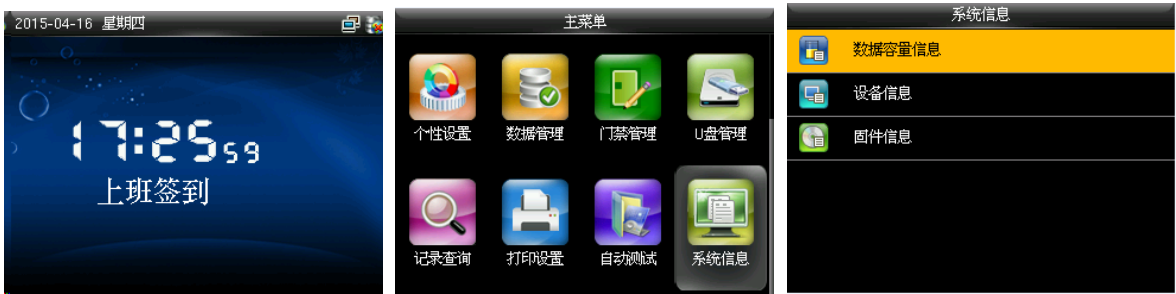 2015-04-16 星期四
17:25 59
上班签到
主菜单
个性设置 数据管理 门禁管理 U盘管理
记录查询 打印设置 自动测试 系统信息
系统信息
数据容量信息
设备信息
固件信息